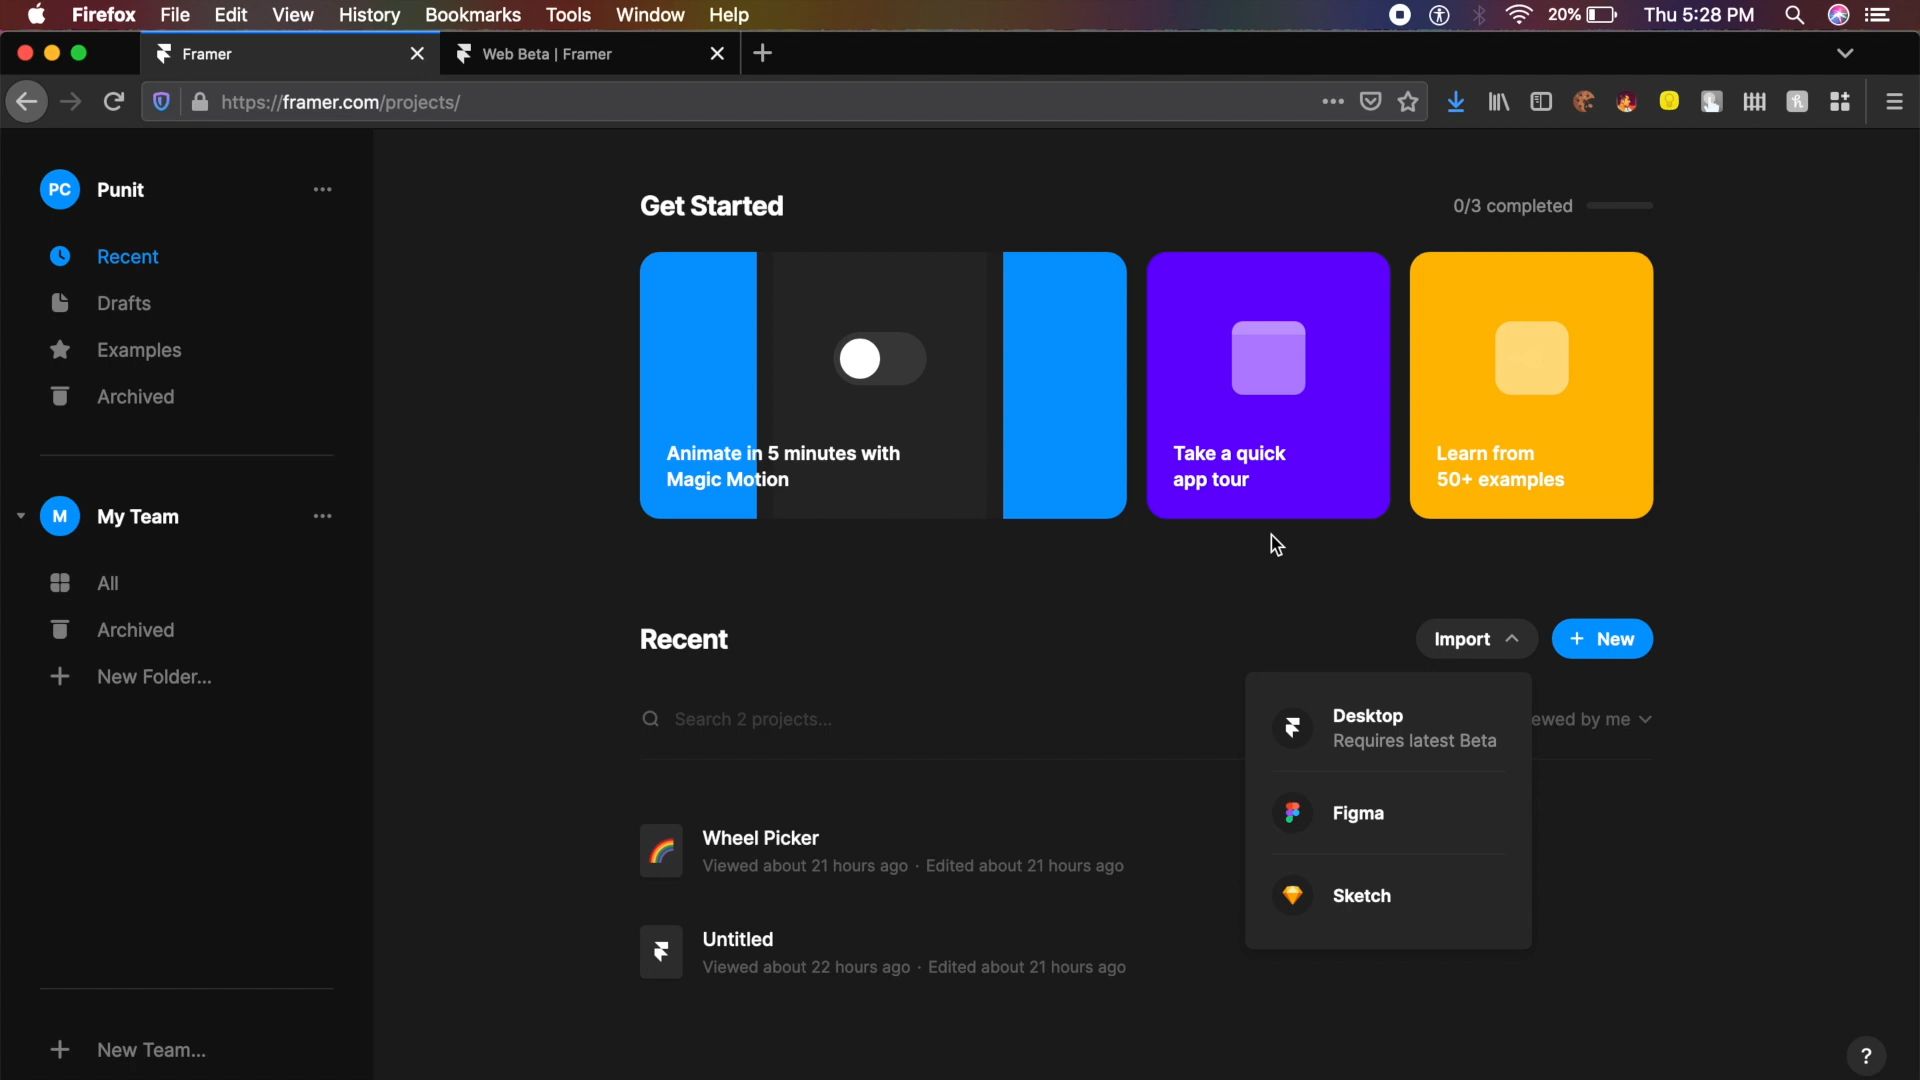 Firefox File Edit View History Bookmarks Tools Window Help 20% Thu 5:28 PM
Framer Web Beta | Framer
https://framer.com/projects/
PC Punit
Recent
Drafts
Examples
Archived
M My Team
All
Archived
New Folder...
New Team...
Get Started 0/3 completed
Animate in 5 minutes with
Magic Motion
Take a quick
app tour
Learn from
50+ examples
Recent Import + New
Search 2 projects... ewed by me
Desktop
Requires latest Beta
Figma
Sketch
Wheel Picker
Viewed about 21 hours ago · Edited about 21 hours ago
Untitled
Viewed about 22 hours ago · Edited about 21 hours ago
?